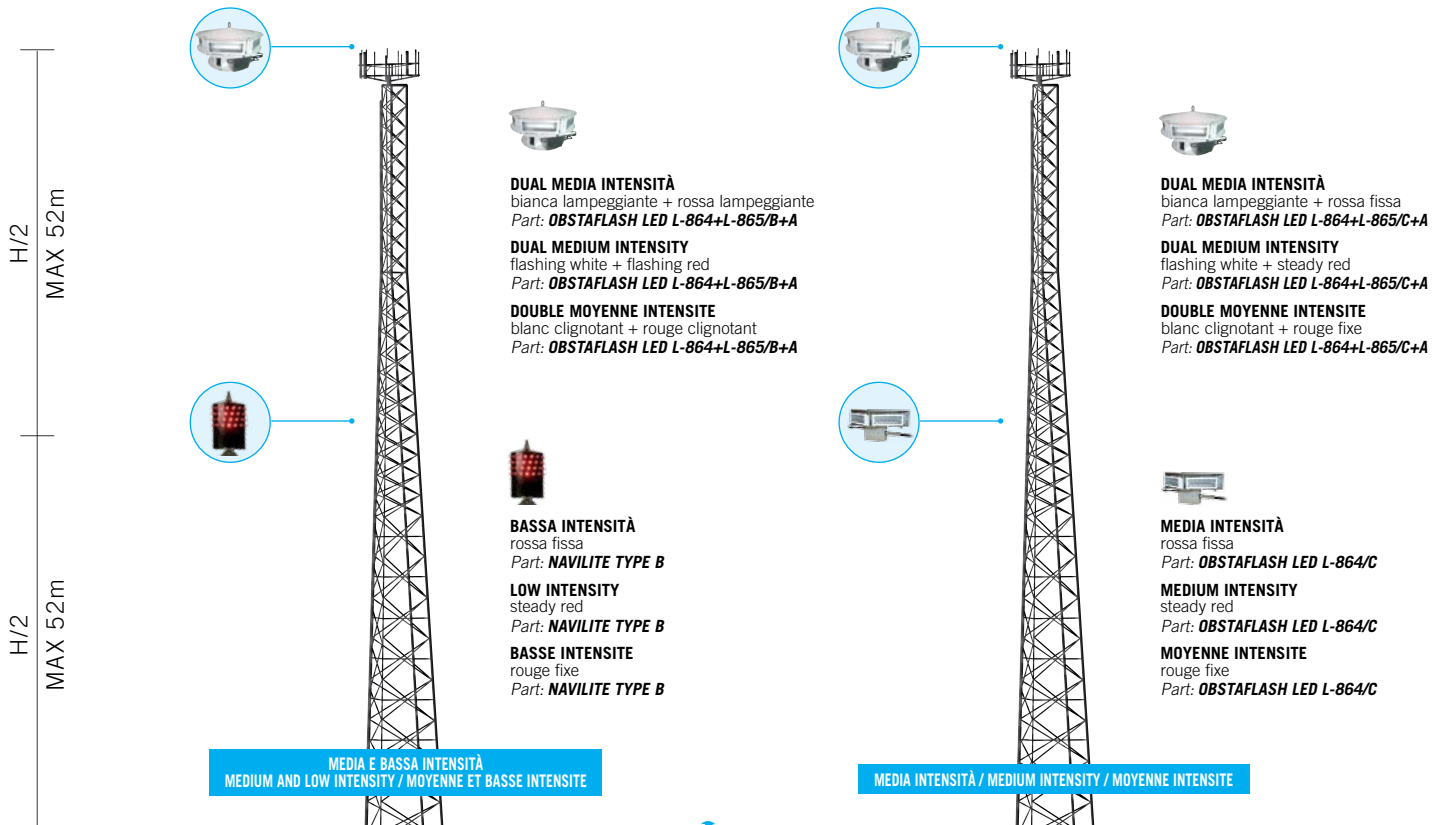 H/2
MAX 52m
H/2
MAX 52m
DUAL MEDIA INTENSITÀ
bianca lampeggiante + rossa lampeggiante
Part: OBSTAFLASH LED L-864+L-865/B+A
DUAL MEDIUM INTENSITY
flashing white + flashing red
Part: OBSTAFLASH LED L-864+L-865/B+A
DOUBLE MOYENNE INTENSITE
blanc clignotant + rouge clignotant
Part: OBSTAFLASH LED L-864+L-865/B+A
BASSA INTENSITÀ
rossa fissa
Part: NAVILITE TYPE B
LOW INTENSITY
steady red
Part: NAVILITE TYPE B
BASSE INTENSITE
rouge fixe
Part: NAVILITE TYPE B
MEDIA E BASSA INTENSITÀ
MEDIUM AND LOW INTENSITY / MOYENNE ET BASSE INTENSITE
DUAL MEDIA INTENSITÀ
bianca lampeggiante + rossa fissa
Part: OBSTAFLASH LED L-864+L-865/C+A
DUAL MEDIUM INTENSITY
flashing white + steady red
Part: OBSTAFLASH LED L-864+L-865/C+A
DOUBLE MOYENNE INTENSITE
blanc clignotant + rouge fixe
Part: OBSTAFLASH LED L-864+L-865/C+A
MEDIA INTENSITÀ
rossa fissa
Part: OBSTAFLASH LED L-864/C
MEDIUM INTENSITY
steady red
Part: OBSTAFLASH LED L-864/C
MOYENNE INTENSITE
rouge fixe
Part: OBSTAFLASH LED L-864/C
MEDIA INTENSITÀ / MEDIUM INTENSITY / MOYENNE INTENSITE